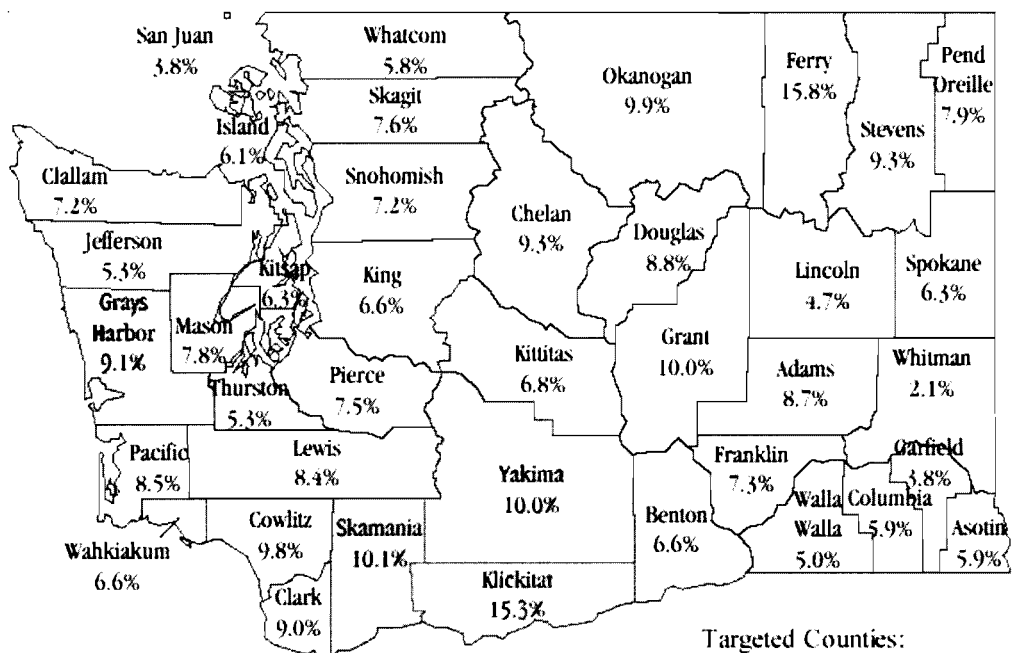 San Juan
3.8%
Whatcom
5.8%
Skagit
7.6%
Island
6.1%
Okanogan
9.9%
Ferry
15.8%
Pend
Oreille
7.9%
Stevens
9.3%
Clallam
7.2%
Snohomish
7.2%
Chelan
9.3%
Douglas
8.8%
Jefferson
5.3%
Kitsap
6.3%
King
6.6%
Lincoln
4.7%
Spokane
6.3%
Grays
Harbor
9.1%
Mason
7.8%
Kittitas
6.8%
Grant
10.0%
Adams
8.7%
Whitman
2.1%
Thurston
5.3%
Pierce
7.5%
Pacific
8.5%
Lewis
8.4%
Yakima
10.0%
Franklin
7.3%
Garfield
3.8%
Walla
Walla
5.0%
Columbia
5.9%
Asotin
5.9%
Benton
6.6%
Wahkiakum
6.6%
Cowlitz
9.8%
Skamania
10.1%
Klickitat
15.3%
Clark
9.0%
Targeted Counties: